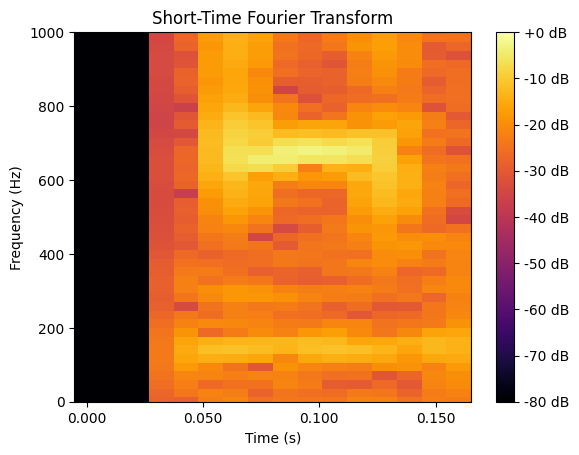 Short-Time Fourier Transform
1000
800
600
400
200
0
Frequency (Hz)
0.000
0.050
0.100
0.150
Time (s)
+0 dB
-10 dB
-20 dB
-30 dB
-40 dB
-50 dB
-60 dB
-70 dB
-80 dB